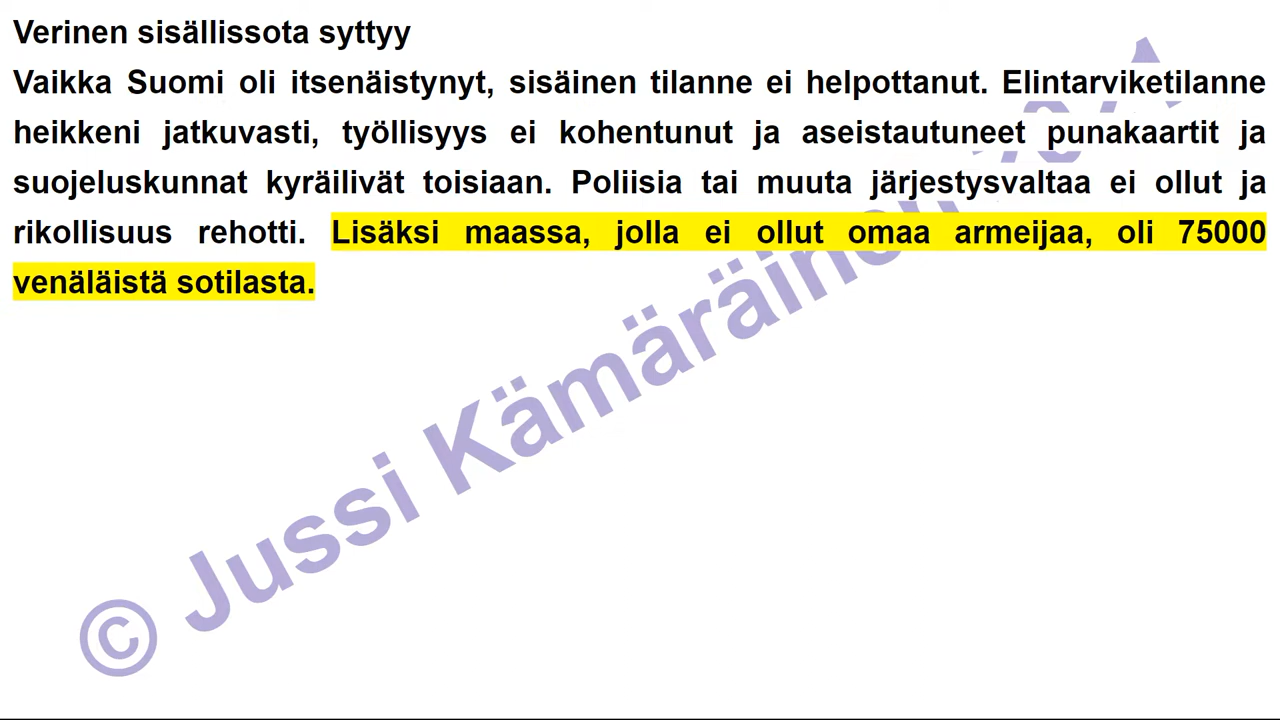 Verinen sisällissota syttyy
Vaikka Suomi oli itsenäistynyt, sisäinen tilanne ei helpottanut. Elintarviketilanne
heikkeni jatkuvasti, työllisyys ei kohentunut ja aseistautuneet punakaartit ja
suojeluskunnat kyräilivät toisiaan. Poliisia tai muuta järjestysvaltaa ei ollut ja
rikollisuus rehotti. Lisäksi maassa, jolla ei ollut omaa armeijaa, oli 75000
venäläistä sotilasta.
© Jussi Kämäräinen